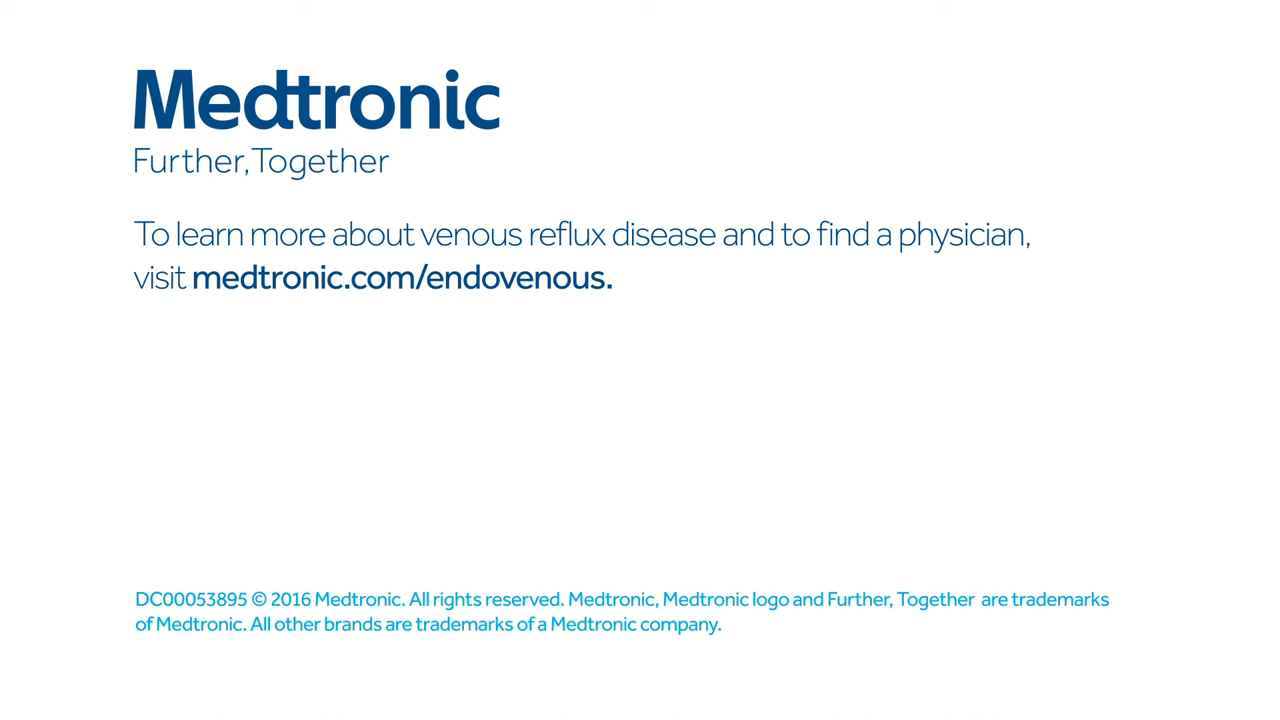 Medtronic
Further, Together
To learn more about venous reflux disease and to find a physician,
visit medtronic.com/endovenous.
DC00053895 © 2016 Medtronic. All rights reserved. Medtronic, Medtronic logo and Further, Together are trademarks
of Medtronic. All other brands are trademarks of a Medtronic company.